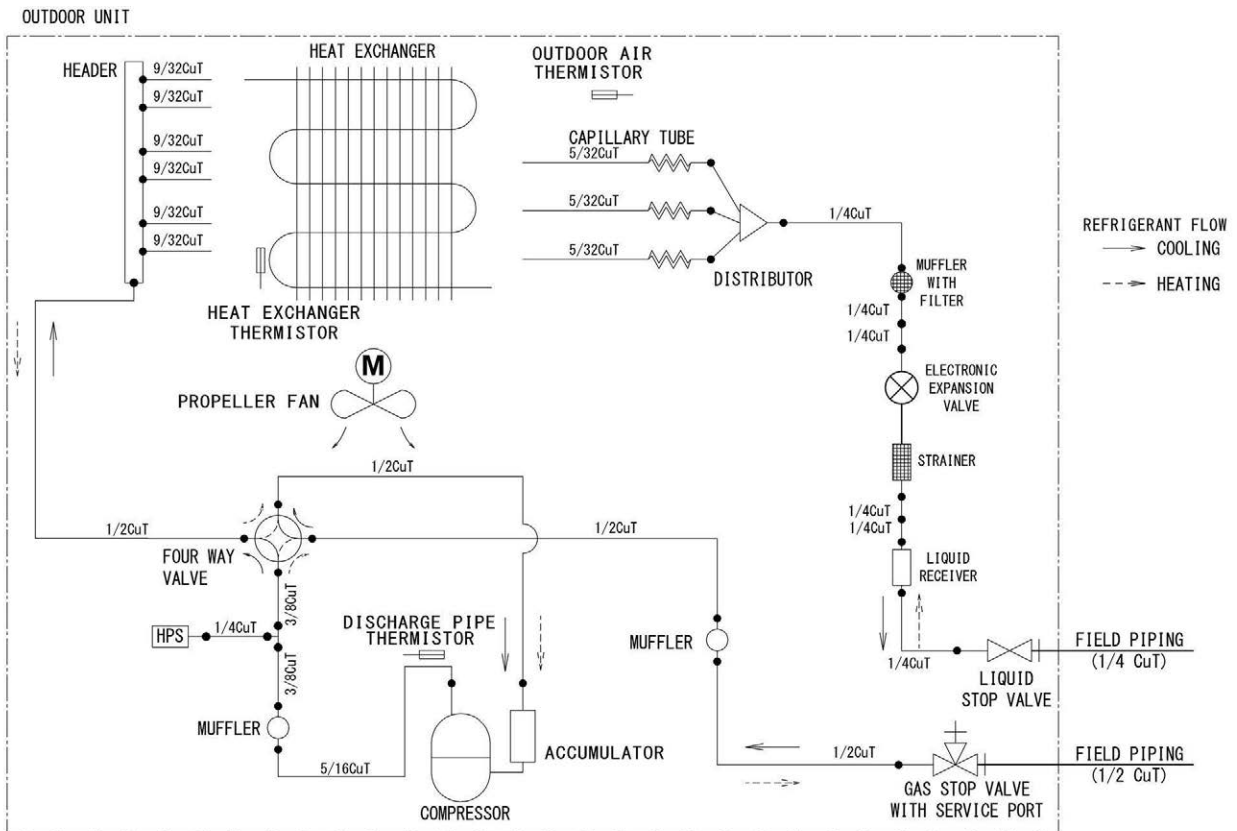 OUTDOOR UNIT
HEADER
9/32CuT
9/32CuT
9/32CuT
9/32CuT
9/32CuT
9/32CuT
HEAT EXCHANGER
HEAT EXCHANGER
THERMISTOR
OUTDOOR AIR
THERMISTOR
CAPILLARY TUBE
5/32CuT
5/32CuT
5/32CuT
DISTRIBUTOR
1/4CuT
MUFFLER
WITH
FILTER
1/4CuT
1/4CuT
ELECTRONIC
EXPANSION
VALVE
STRAINER
1/4CuT
1/4CuT
LIQUID
RECEIVER
REFRIGERANT FLOW
COOLING
HEATING
M
PROPELLER FAN
1/2CuT
1/2CuT
1/2CuT
FOUR WAY
VALVE
3/8CuT
HPS
1/4CuT
3/8CuT
DISCHARGE PIPE
THERMISTOR
MUFFLER
MUFFLER
5/16CuT
COMPRESSOR
ACCUMULATOR
1/4CuT
LIQUID
STOP VALVE
FIELD PIPING
(1/4 CuT)
1/2CuT
GAS STOP VALVE
WITH SERVICE PORT
FIELD PIPING
(1/2 CuT)